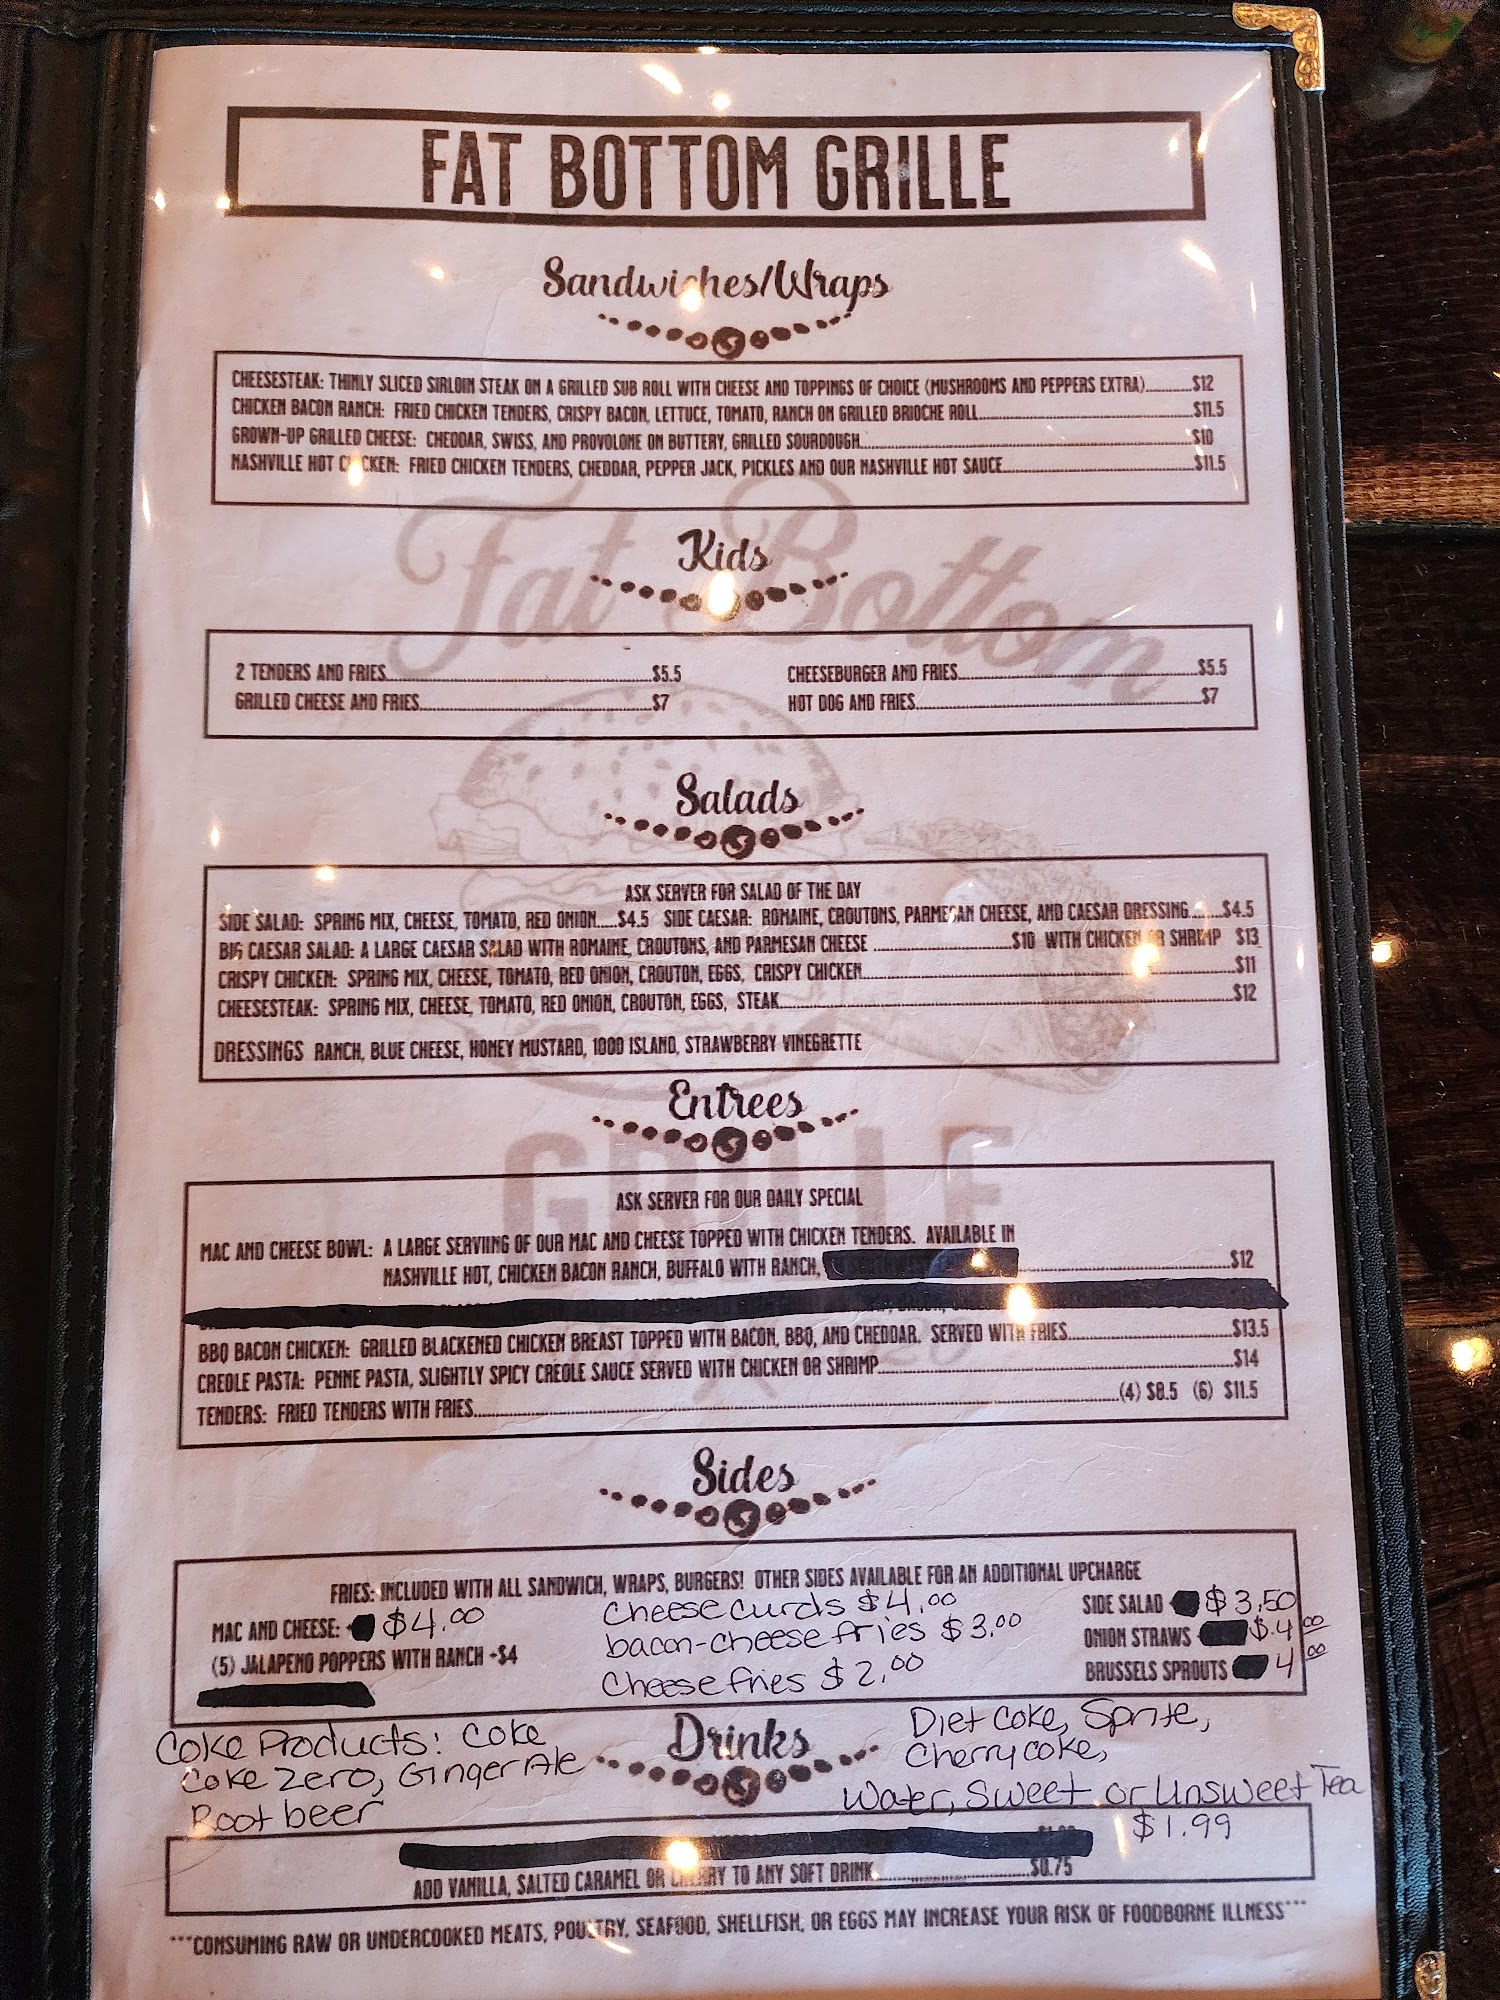 FAT BOTTOM GRILLE
Sandwiches/Wraps
CHEESESTEAK: THINLY SLICED SIRLOIN STEAK ON A GRILLED SUB ROLL WITH CHEESE AND TOPPINGS OF CHOICE (MUSHROOMS AND PEPPERS EXTRA)..........$12
CHICKEN BACON RANCH: FRIED CHICKEN TENDERS, CRISPY BACON, LETTUCE, TOMATO, RANCH ON GRILLED BRIOCHE ROLL..........$11.5
GROWN-UP GRILLED CHEESE: CHEDDAR, SWISS, AND PROVOLONE ON BUTTERY, GRILLED SOURDOUGH..........$10
NASHVILLE HOT CHICKEN: FRIED CHICKEN TENDERS, CHEDDAR, PEPPER JACK, PICKLES AND OUR NASHVILLE HOT SAUCE..........$11.5
Fat Bottom
Kids
2 TENDERS AND FRIES..........$5.5 CHEESEBURGER AND FRIES..........$5.5
GRILLED CHEESE AND FRIES..........$7 HOT DOG AND FRIES..........$7
Salads
ASK SERVER FOR SALAD OF THE DAY
SIDE SALAD: SPRING MIX, CHEESE, TOMATO, RED ONION.....$4.5 SIDE CAESAR: ROMAINE, CROUTONS, PARMESAN CHEESE, AND CAESAR DRESSING.......$4.5
BIG CAESAR SALAD: A LARGE CAESAR SALAD WITH ROMAINE, CROUTONS, AND PARMESAN CHEESE ..........$10 WITH CHICKEN OR SHRIMP $13
CRISPY CHICKEN: SPRING MIX, CHEESE, TOMATO, RED ONION, CROUTON, EGGS, CRISPY CHICKEN..........$11
CHEESESTEAK: SPRING MIX, CHEESE, TOMATO, RED ONION, CROUTON, EGGS, STEAK..........$12
DRESSINGS RANCH, BLUE CHEESE, HONEY MUSTARD, 1000 ISLAND, STRAWBERRY VINEGRETTE
Entrees
GRILLE
ASK SERVER FOR OUR DAILY SPECIAL
MAC AND CHEESE BOWL: A LARGE SERVIING OF OUR MAC AND CHEESE TOPPED WITH CHICKEN TENDERS. AVAILABLE IN
NASHVILLE HOT, CHICKEN BACON RANCH, BUFFALO WITH RANCH, ..........$12
BBQ BACON CHICKEN: GRILLED BLACKENED CHICKEN BREAST TOPPED WITH BACON, BBQ, AND CHEDDAR. SERVED WITH FRIES..........$13.5
CREOLE PASTA: PENNE PASTA, SLIGHTLY SPICY CREOLE SAUCE SERVED WITH CHICKEN OR SHRIMP..........$14
TENDERS: FRIED TENDERS WITH FRIES..........(4) $8.5 (6) $11.5
Sides
FRIES: INCLUDED WITH ALL SANDWICH, WRAPS, BURGERS! OTHER SIDES AVAILABLE FOR AN ADDITIONAL UPCHARGE
MAC AND CHEESE: $4.00 Cheese curds $4.00 SIDE SALAD $3.50
bacon-cheese fries $3.00 ONION STRAWS $.4 00
(5) JALAPENO POPPERS WITH RANCH -$4 Cheese fries $2.00 BRUSSELS SPROUTS 4 00
Drinks
Coke Products: Coke
Coke Zero, Ginger Ale
Root beer
Diet Coke, Sprite,
Cherry coke,
Water, Sweet or Unsweet Tea
$1.99
ADD VANILLA, SALTED CARAMEL OR CHERRY TO ANY SOFT DRINK..........$0.75
***CONSUMING RAW OR UNDERCOOKED MEATS, POULTRY, SEAFOOD, SHELLFISH, OR EGGS MAY INCREASE YOUR RISK OF FOODBORNE ILLNESS***